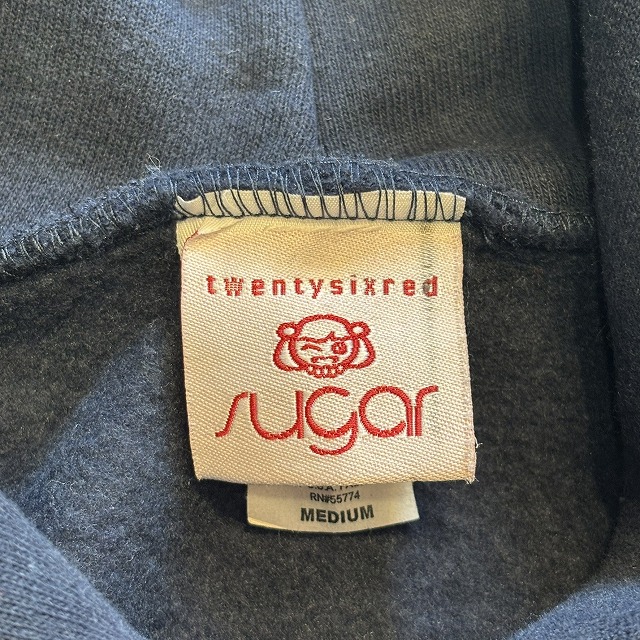 twentysixred
sugar
RN#55774
MEDIUM